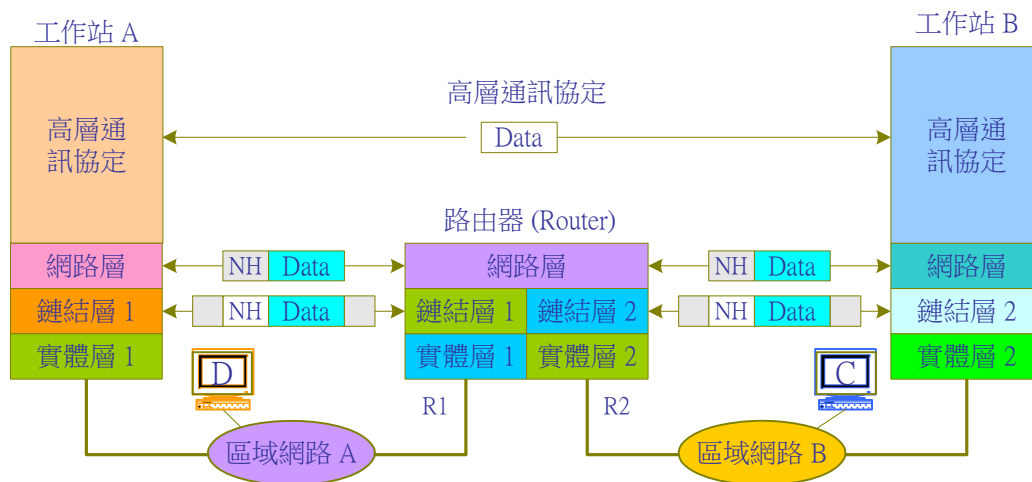 工作站 A
工作站 B
高層通訊協定
高層通
訊協定
Data
高層通
訊協定
路由器 (Router)
網路層
NH Data
網路層
NH Data
網路層
鏈結層 1
NH Data
鏈結層 1
鏈結層 2
NH Data
鏈結層 2
實體層 1
實體層 1
實體層 2
實體層 2
D
C
R1
R2
區域網路 A
區域網路 B